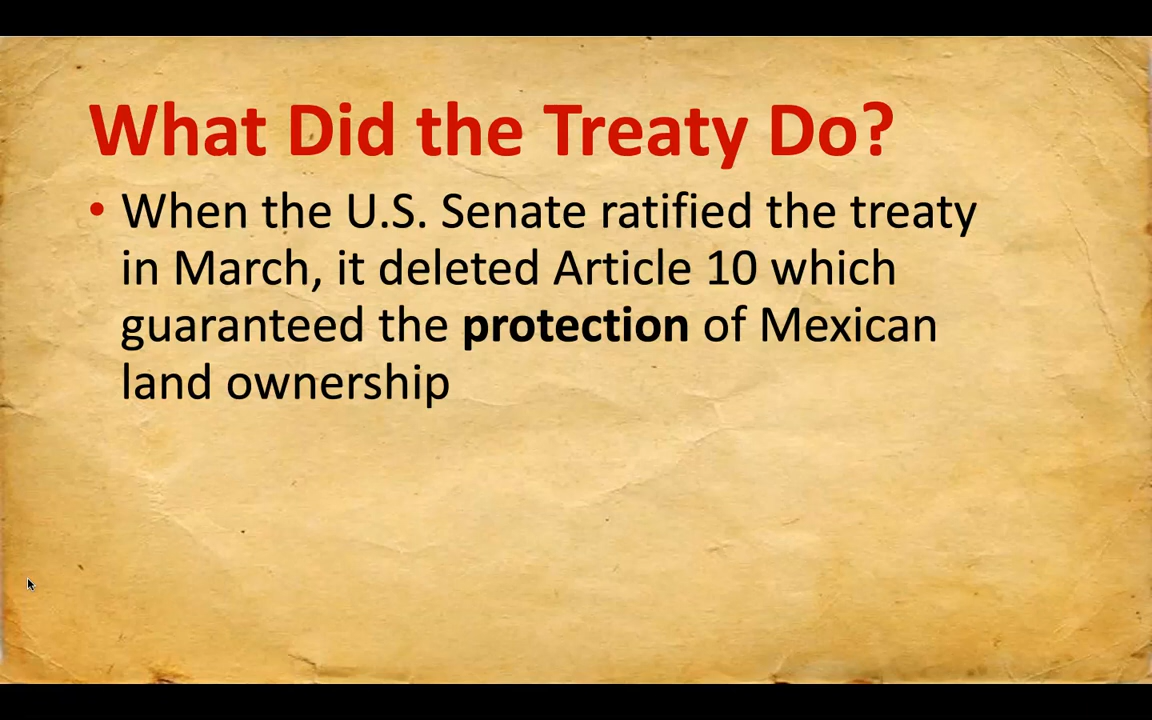 What Did the Treaty Do?
• When the U.S. Senate ratified the treaty
in March, it deleted Article 10 which
guaranteed the protection of Mexican
land ownership